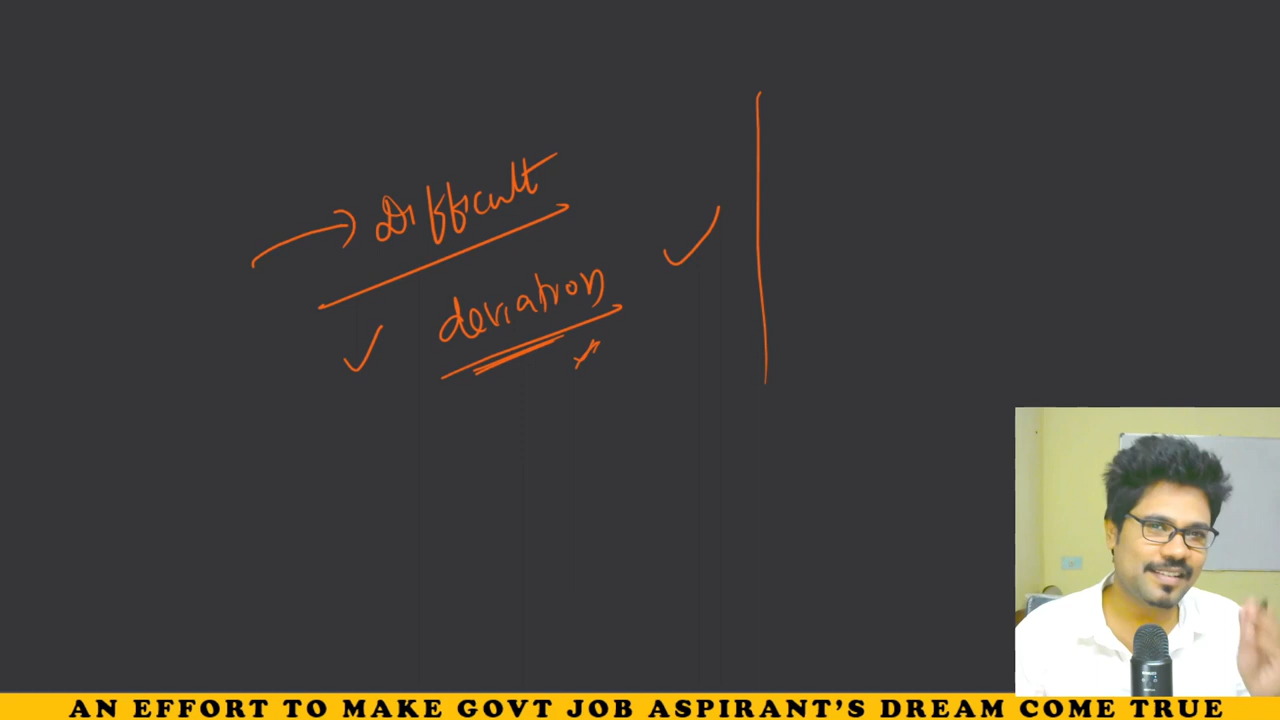 Difficult
deviation
AN EFFORT TO MAKE GOVT JOB ASPIRANT'S DREAM COME TRUE